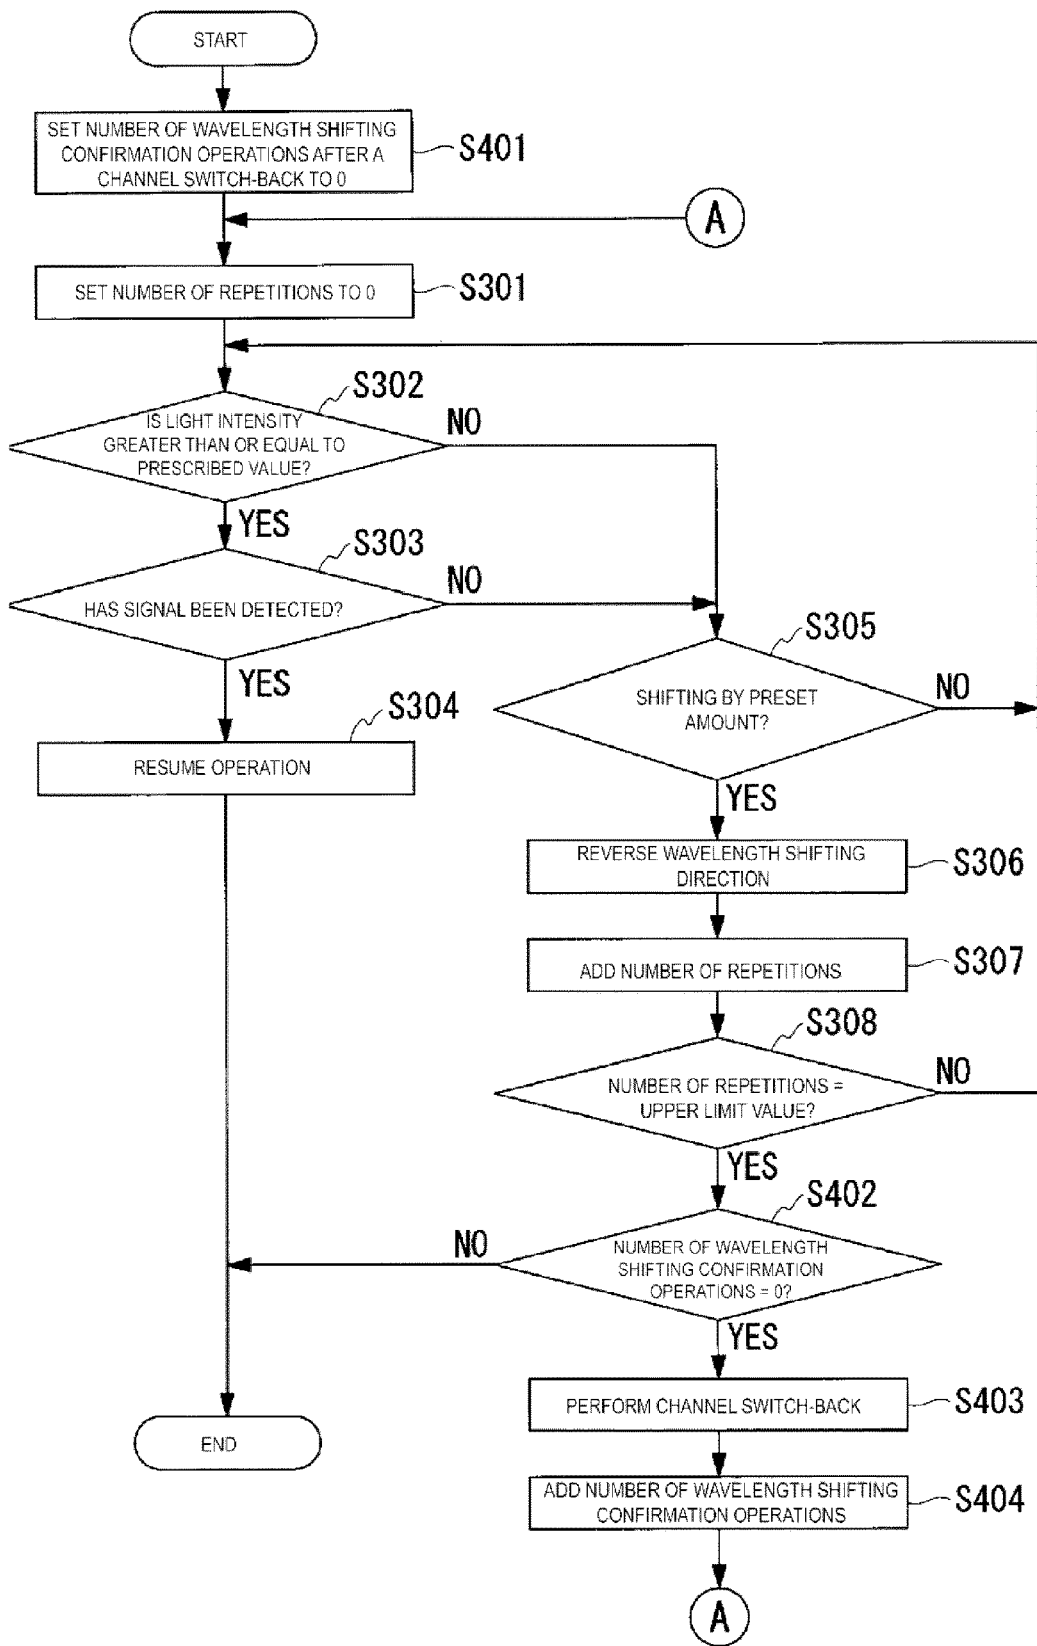 START
SET NUMBER OF WAVELENGTH SHIFTING
CONFIRMATION OPERATIONS AFTER A
CHANNEL SWITCH-BACK TO 0
S401
A
SET NUMBER OF REPETITIONS TO 0
S301
S302
IS LIGHT INTENSITY
GREATER THAN OR EQUAL TO
PRESCRIBED VALUE?
NO
YES
S303
HAS SIGNAL BEEN DETECTED?
NO
YES
S304
RESUME OPERATION
S305
SHIFTING BY PRESET
AMOUNT?
NO
YES
REVERSE WAVELENGTH SHIFTING
DIRECTION
S306
ADD NUMBER OF REPETITIONS
S307
S308
NUMBER OF REPETITIONS =
UPPER LIMIT VALUE?
NO
YES
S402
NUMBER OF WAVELENGTH
SHIFTING CONFIRMATION
OPERATIONS = 0?
NO
YES
PERFORM CHANNEL SWITCH-BACK
S403
END
ADD NUMBER OF WAVELENGTH SHIFTING
CONFIRMATION OPERATIONS
S404
A